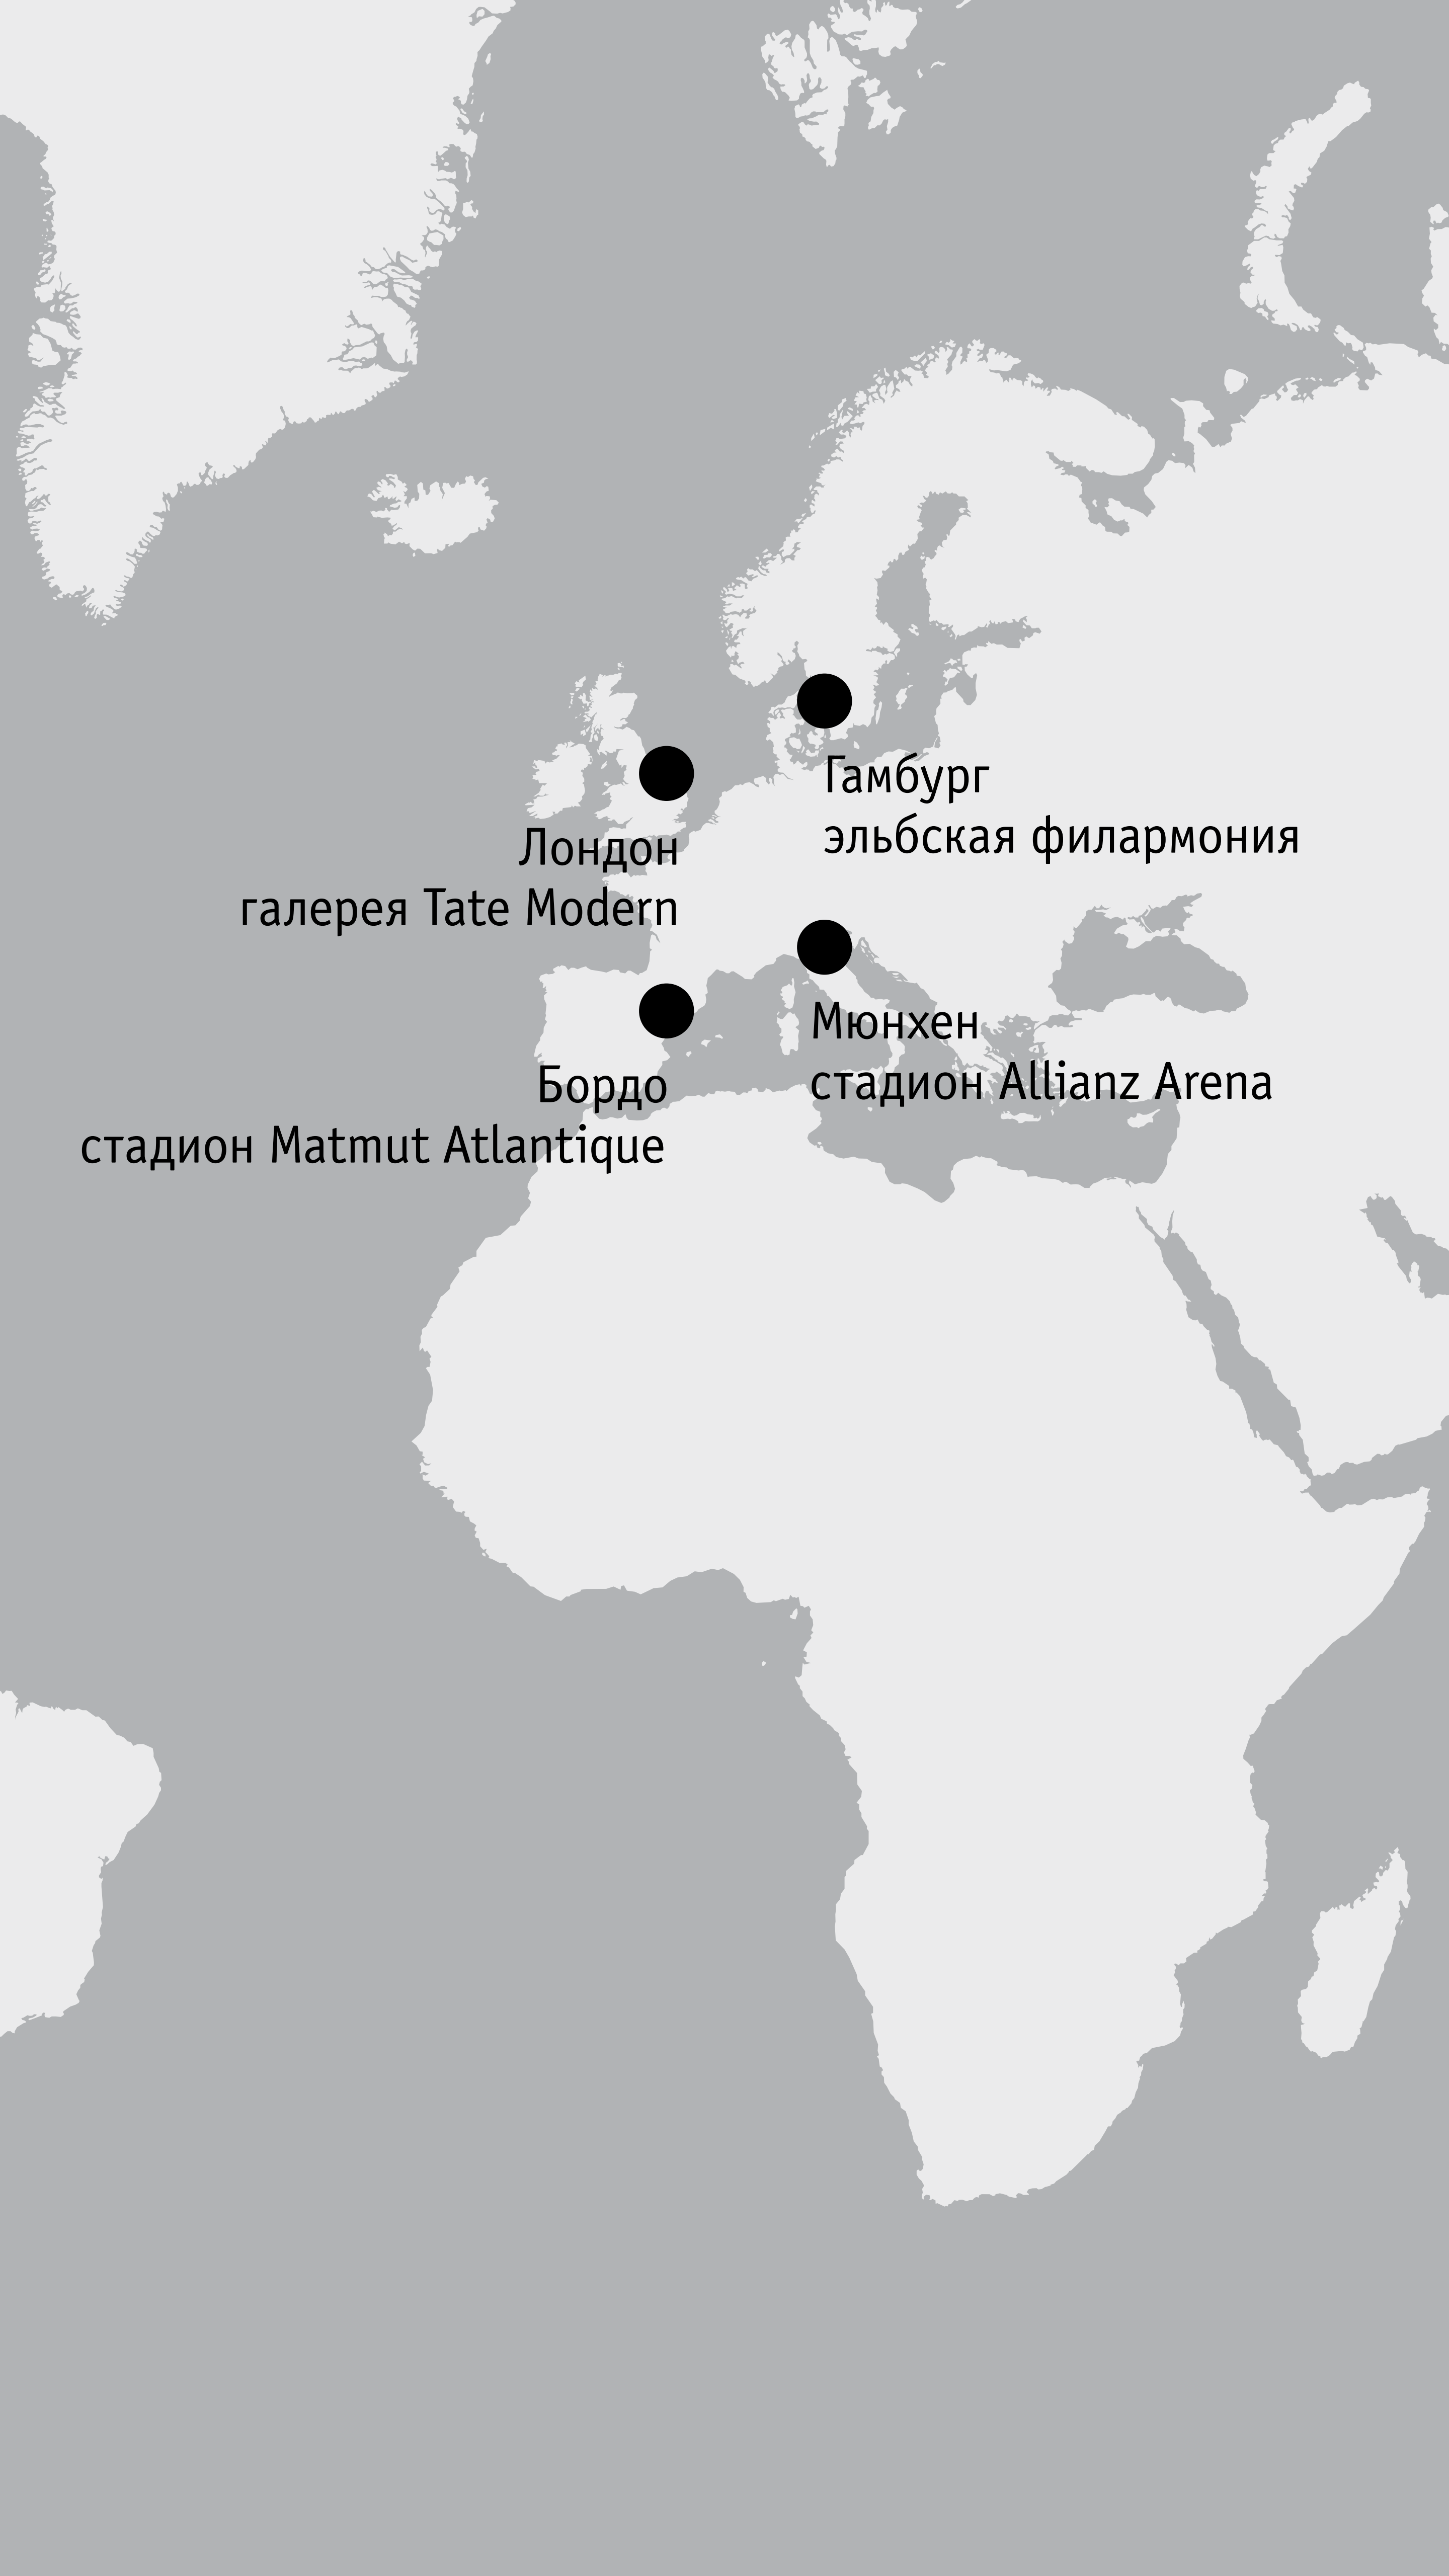 Гамбург
эльбская филармония
Лондон
галерея Tate Modern
Мюнхен
стадион Allianz Arena
Бордо
стадион Matmut Atlantique